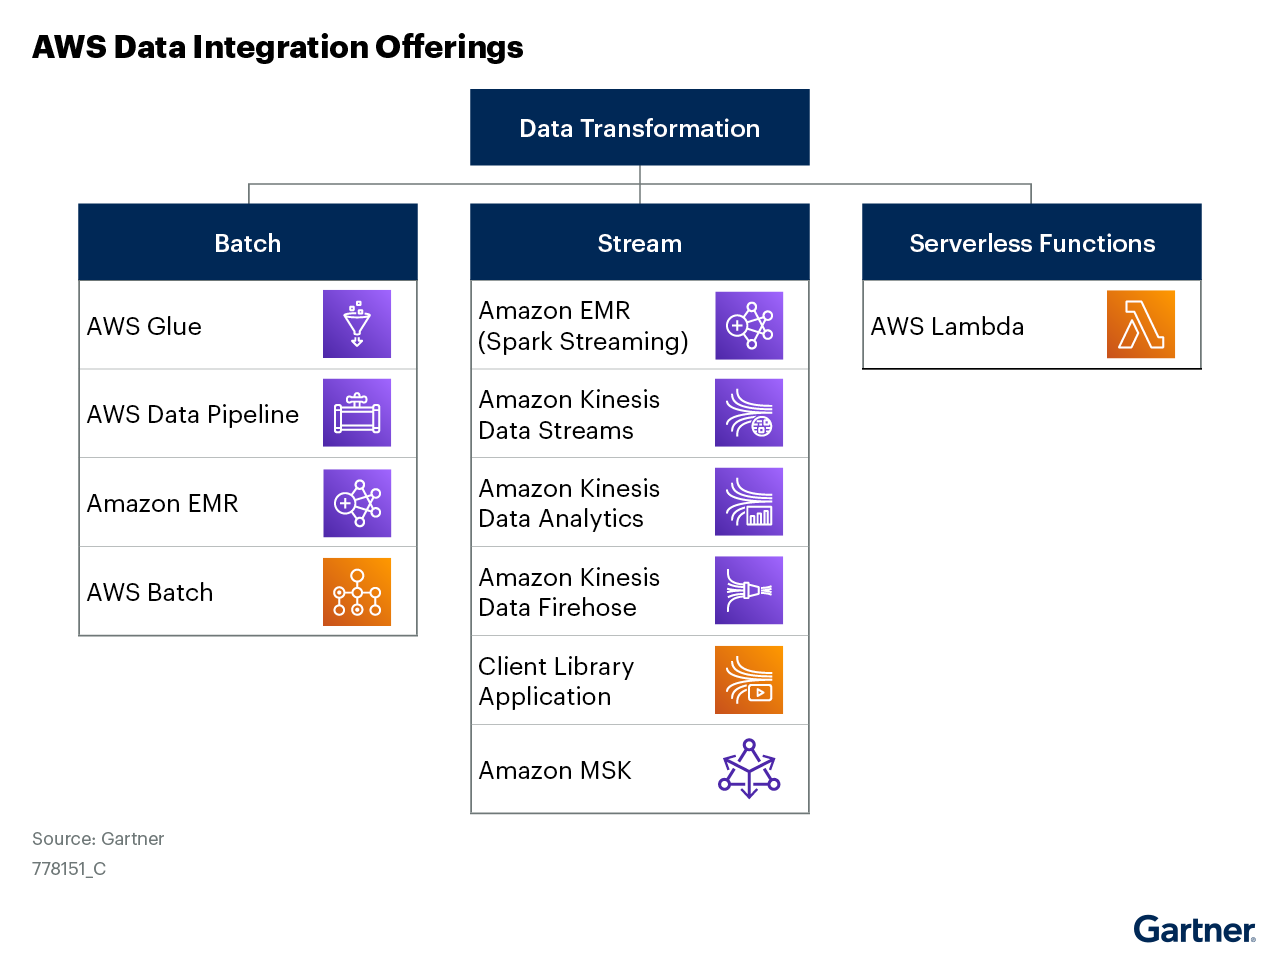 AWS Data Integration Offerings
Data Transformation
Batch
AWS Glue
AWS Data Pipeline
Amazon EMR
AWS Batch
Stream
Amazon EMR
(Spark Streaming)
Amazon Kinesis
Data Streams
Amazon Kinesis
Data Analytics
Amazon Kinesis
Data Firehose
Client Library
Application
Amazon MSK
Serverless Functions
AWS Lambda
Source: Gartner
778151_C
Gartner®